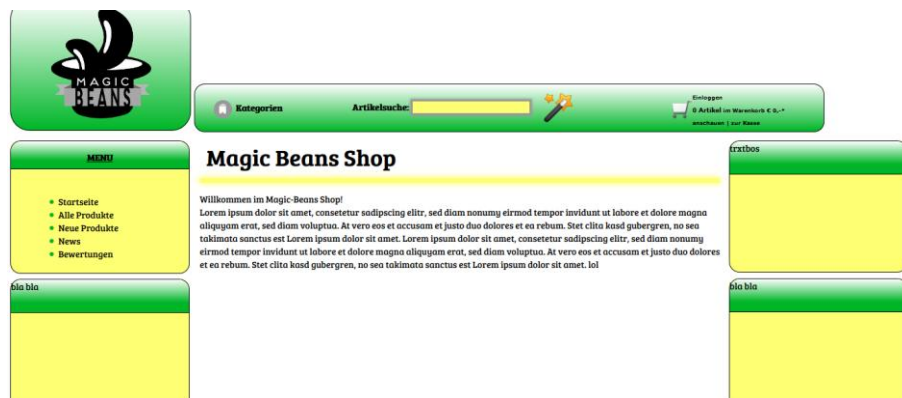 MAGIC
BEANS
Kategorien
Artikelsuche:
Einloggen
0 Artikel im Warenkorb € 0,-*
anschauen | zur Kasse
MENU
Startseite
Alle Produkte
Neue Produkte
News
Bewertungen
bla bla
Magic Beans Shop
Willkommen im Magic-Beans Shop!
Lorem ipsum dolor sit amet, consetetur sadipscing elitr, sed diam nonumy eirmod tempor invidunt ut labore et dolore magna
aliquyam erat, sed diam voluptua. At vero eos et accusam et justo duo dolores et ea rebum. Stet clita kasd gubergren, no sea
takimata sanctus est Lorem ipsum dolor sit amet. Lorem ipsum dolor sit amet, consetetur sadipscing elitr, sed diam nonumy
eirmod tempor invidunt ut labore et dolore magna aliquyam erat, sed diam voluptua. At vero eos et accusam et justo duo dolores
et ea rebum. Stet clita kasd gubergren, no sea takimata sanctus est Lorem ipsum dolor sit amet. lol
trxtbos
bla bla